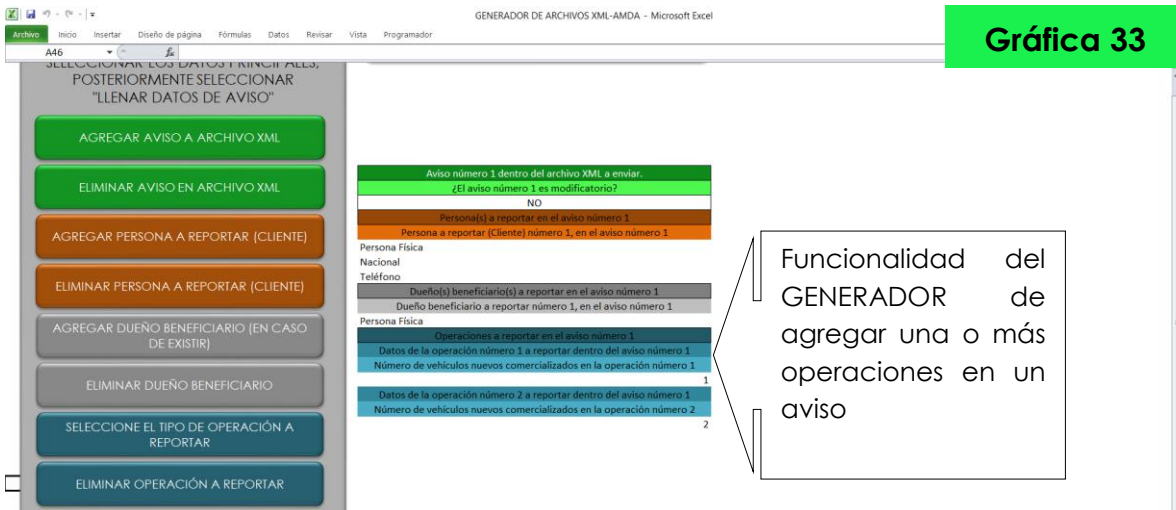 GENERADOR DE ARCHIVOS XML-AMDA - Microsoft Excel
Gráfica 33
Archivo Inicio Insertar Diseño de página Fórmulas Datos Revisar Vista Programador
A46
fx
SELECCIONAR LOS DATOS PRINCIPALES,
POSTERIORMENTE SELECCIONAR
"LLENAR DATOS DE AVISO"
AGREGAR AVISO A ARCHIVO XML
ELIMINAR AVISO EN ARCHIVO XML
AGREGAR PERSONA A REPORTAR (CLIENTE)
ELIMINAR PERSONA A REPORTAR (CLIENTE)
AGREGAR DUEÑO BENEFICIARIO (EN CASO
DE EXISTIR)
ELIMINAR DUEÑO BENEFICIARIO
SELECCIONE EL TIPO DE OPERACIÓN A
REPORTAR
ELIMINAR OPERACIÓN A REPORTAR
Aviso número 1 dentro del archivo XML a enviar.
¿El aviso número 1 es modificatorio?
NO
Persona(s) a reportar en el aviso número 1
Persona a reportar (Cliente) número 1, en el aviso número 1
Persona Física
Nacional
Teléfono
Dueño(s) beneficiario(s) a reportar en el aviso número 1
Dueño beneficiario a reportar número 1, en el aviso número 1
Persona Física
Operaciones a reportar en el aviso número 1
Datos de la operación número 1 a reportar dentro del aviso número 1
Número de vehículos nuevos comercializados en la operación número 1
1
Datos de la operación número 2 a reportar dentro del aviso número 1
Número de vehículos nuevos comercializados en la operación número 2
2
Funcionalidad del
GENERADOR de
agregar una o más
operaciones en un
aviso